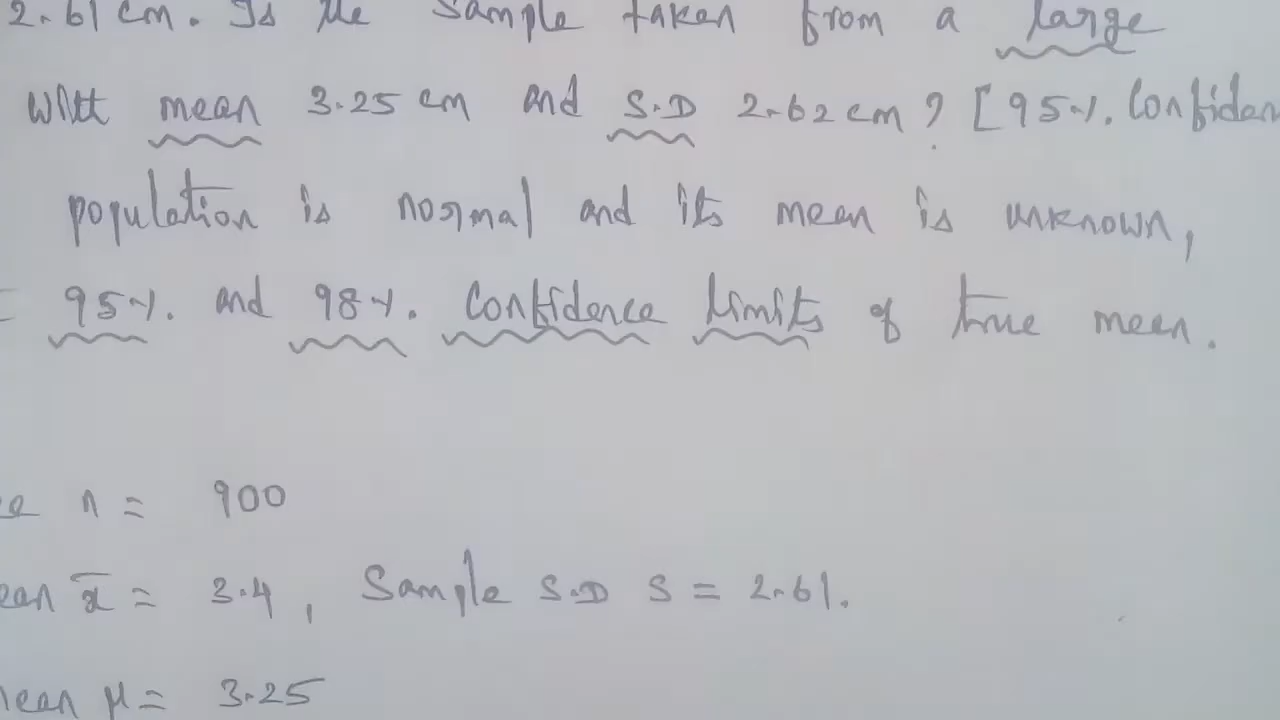 2.61 cm. Is the sample taken from a large
with mean 3.25 cm and S.D 2.62 cm? [95%. Confiden
population is normal and its mean is unknown,
95%. and 98%. Confidence limits of true mean.
n = 900
ean x̄ = 3.4, Sample S.D S = 2.61.
mean μ = 3.25